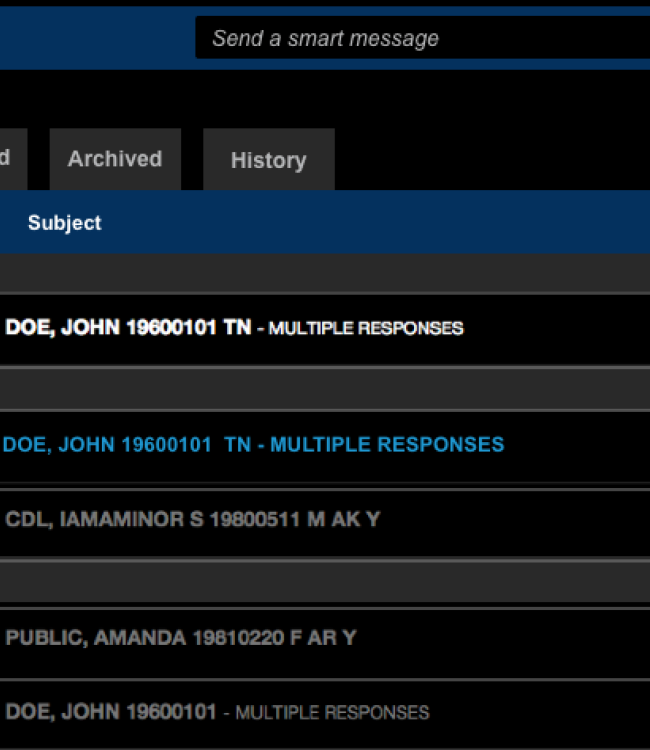 Send a smart message
d
Archived
History
Subject
DOE, JOHN 19600101 TN - MULTIPLE RESPONSES
DOE, JOHN 19600101 TN - MULTIPLE RESPONSES
CDL, IAMAMINOR S 19800511 M AK Y
PUBLIC, AMANDA 19810220 F AR Y
DOE, JOHN 19600101 - MULTIPLE RESPONSES